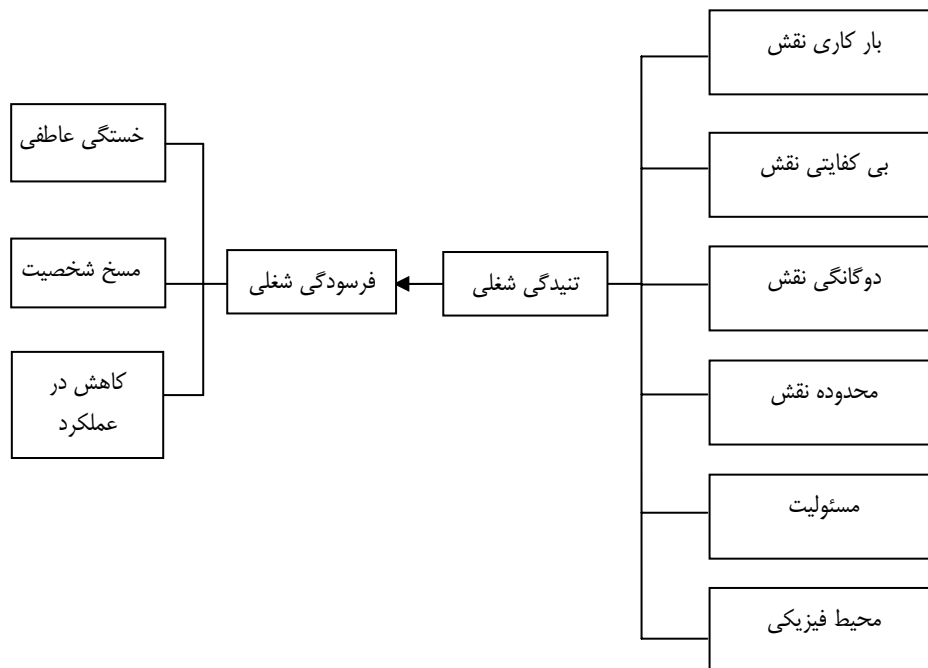 بار کاری نقش
بی کفایتی نقش
دوگانگی نقش
محدوده نقش
مسئولیت
محیط فیزیکی
تنیدگی شغلی
فرسودگی شغلی
خستگی عاطفی
مسخ شخصیت
کاهش در
عملکرد